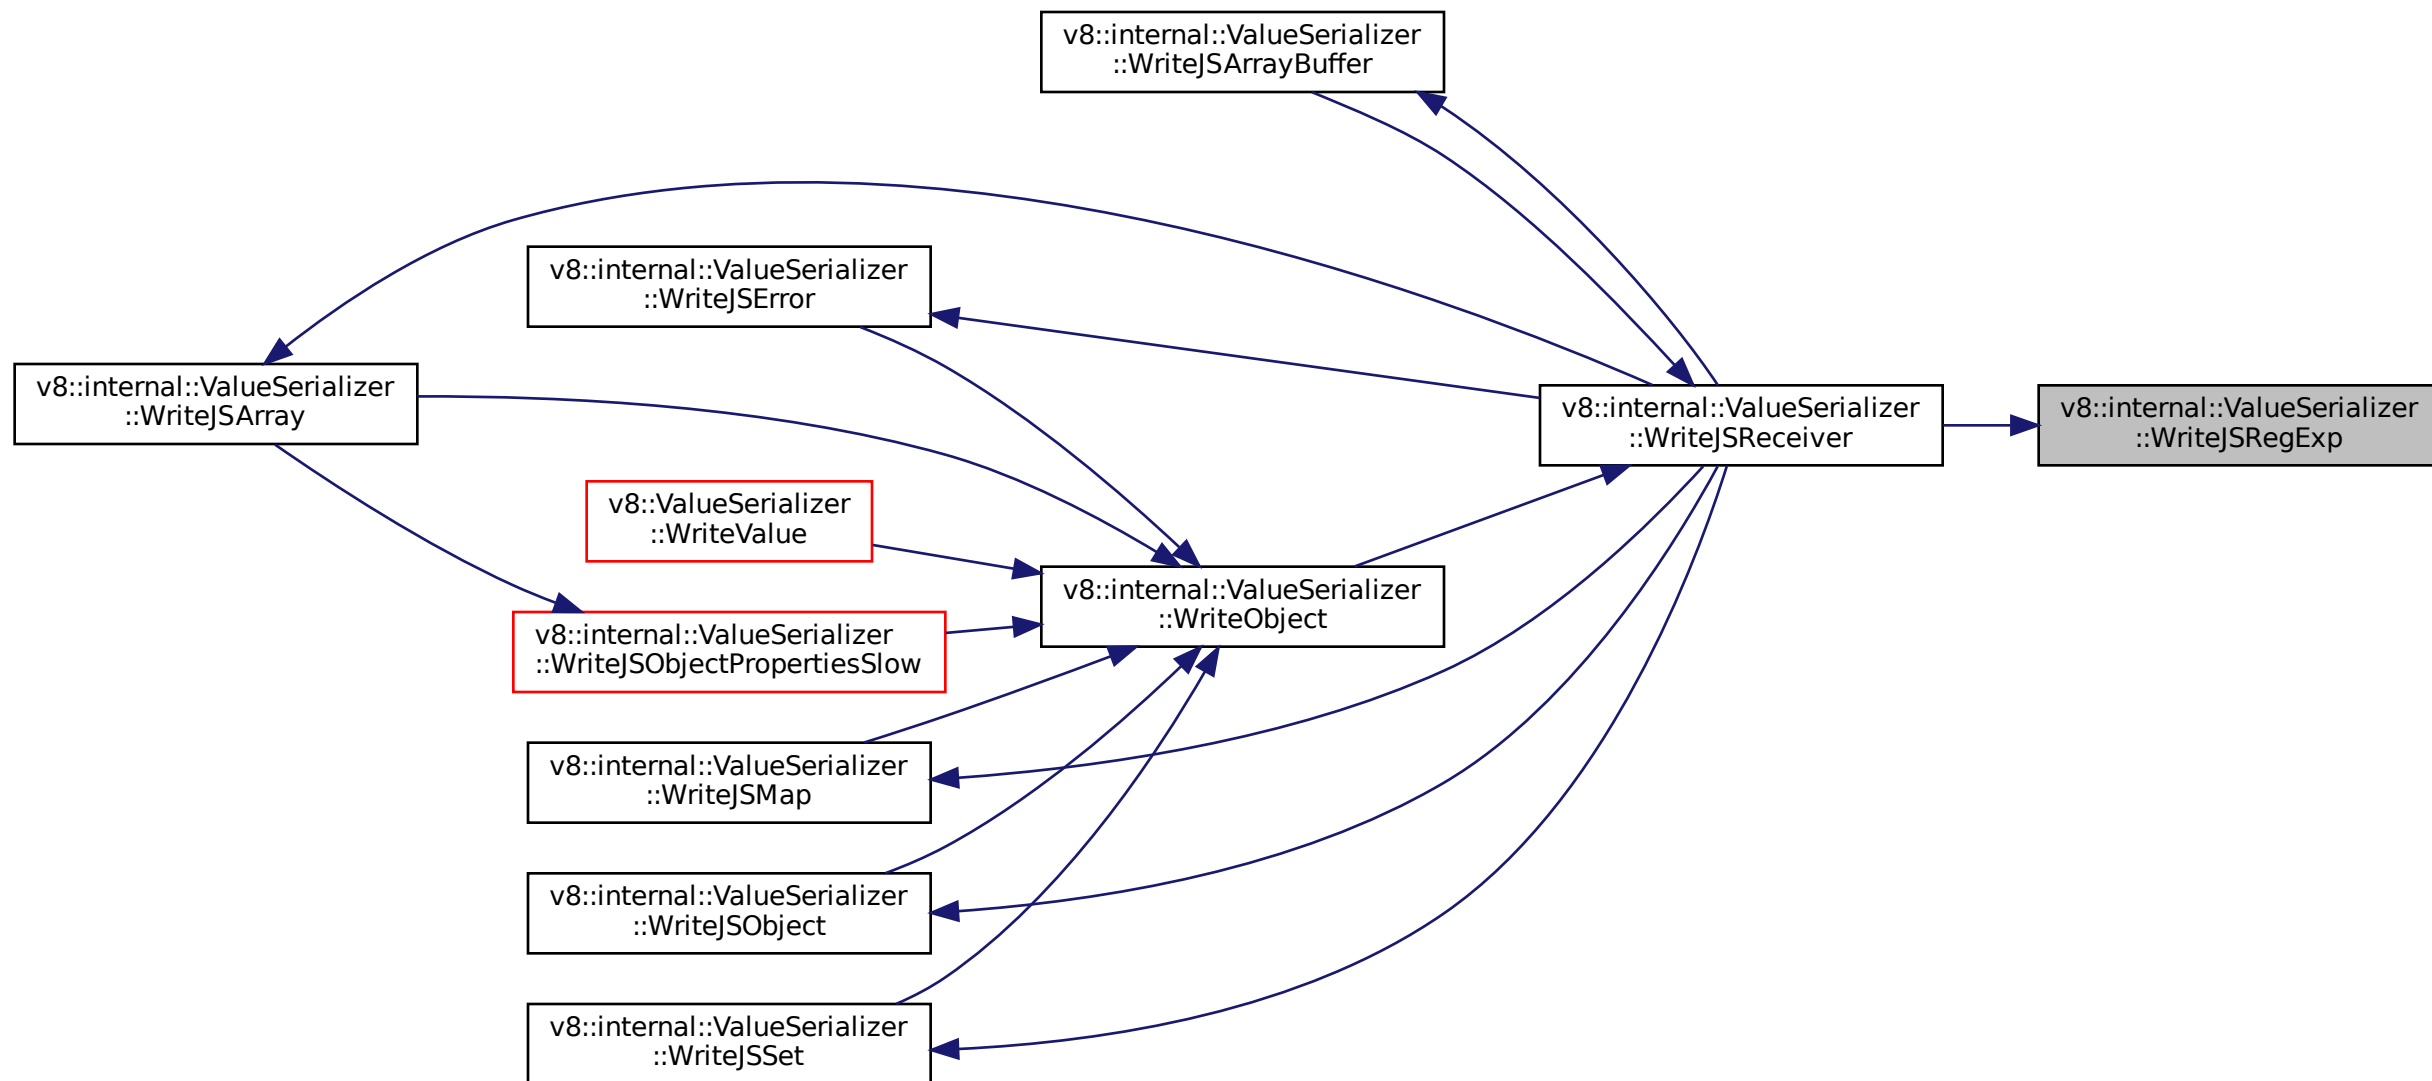 v8::internal::ValueSerializer
::WriteJSArrayBuffer
v8::internal::ValueSerializer
::WriteJSError
v8::internal::ValueSerializer
::WriteJSArray
v8::internal::ValueSerializer
::WriteJSReceiver
v8::internal::ValueSerializer
::WriteJSRegExp
v8::ValueSerializer
::WriteValue
v8::internal::ValueSerializer
::WriteObject
v8::internal::ValueSerializer
::WriteJSObjectPropertiesSlow
v8::internal::ValueSerializer
::WriteJSMap
v8::internal::ValueSerializer
::WriteJSObject
v8::internal::ValueSerializer
::WriteJSSet